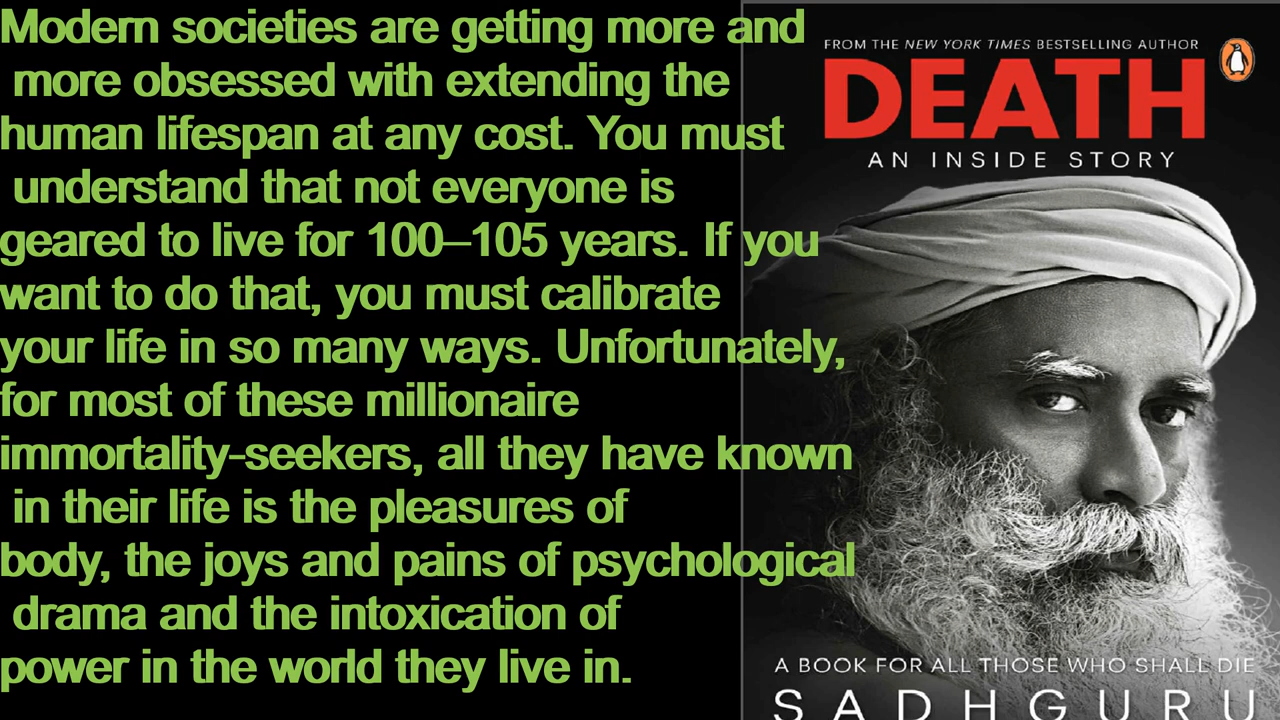 Modern societies are getting more and
more obsessed with extending the
human lifespan at any cost. You must
understand that not everyone is
geared to live for 100–105 years. If you
want to do that, you must calibrate
your life in so many ways. Unfortunately,
for most of these millionaire
immortality-seekers, all they have known
in their life is the pleasures of
body, the joys and pains of psychological
drama and the intoxication of
power in the world they live in.
FROM THE NEW YORK TIMES BESTSELLING AUTHOR
DEATH
AN INSIDE STORY
A BOOK FOR ALL THOSE WHO SHALL DIE
SADHGURU